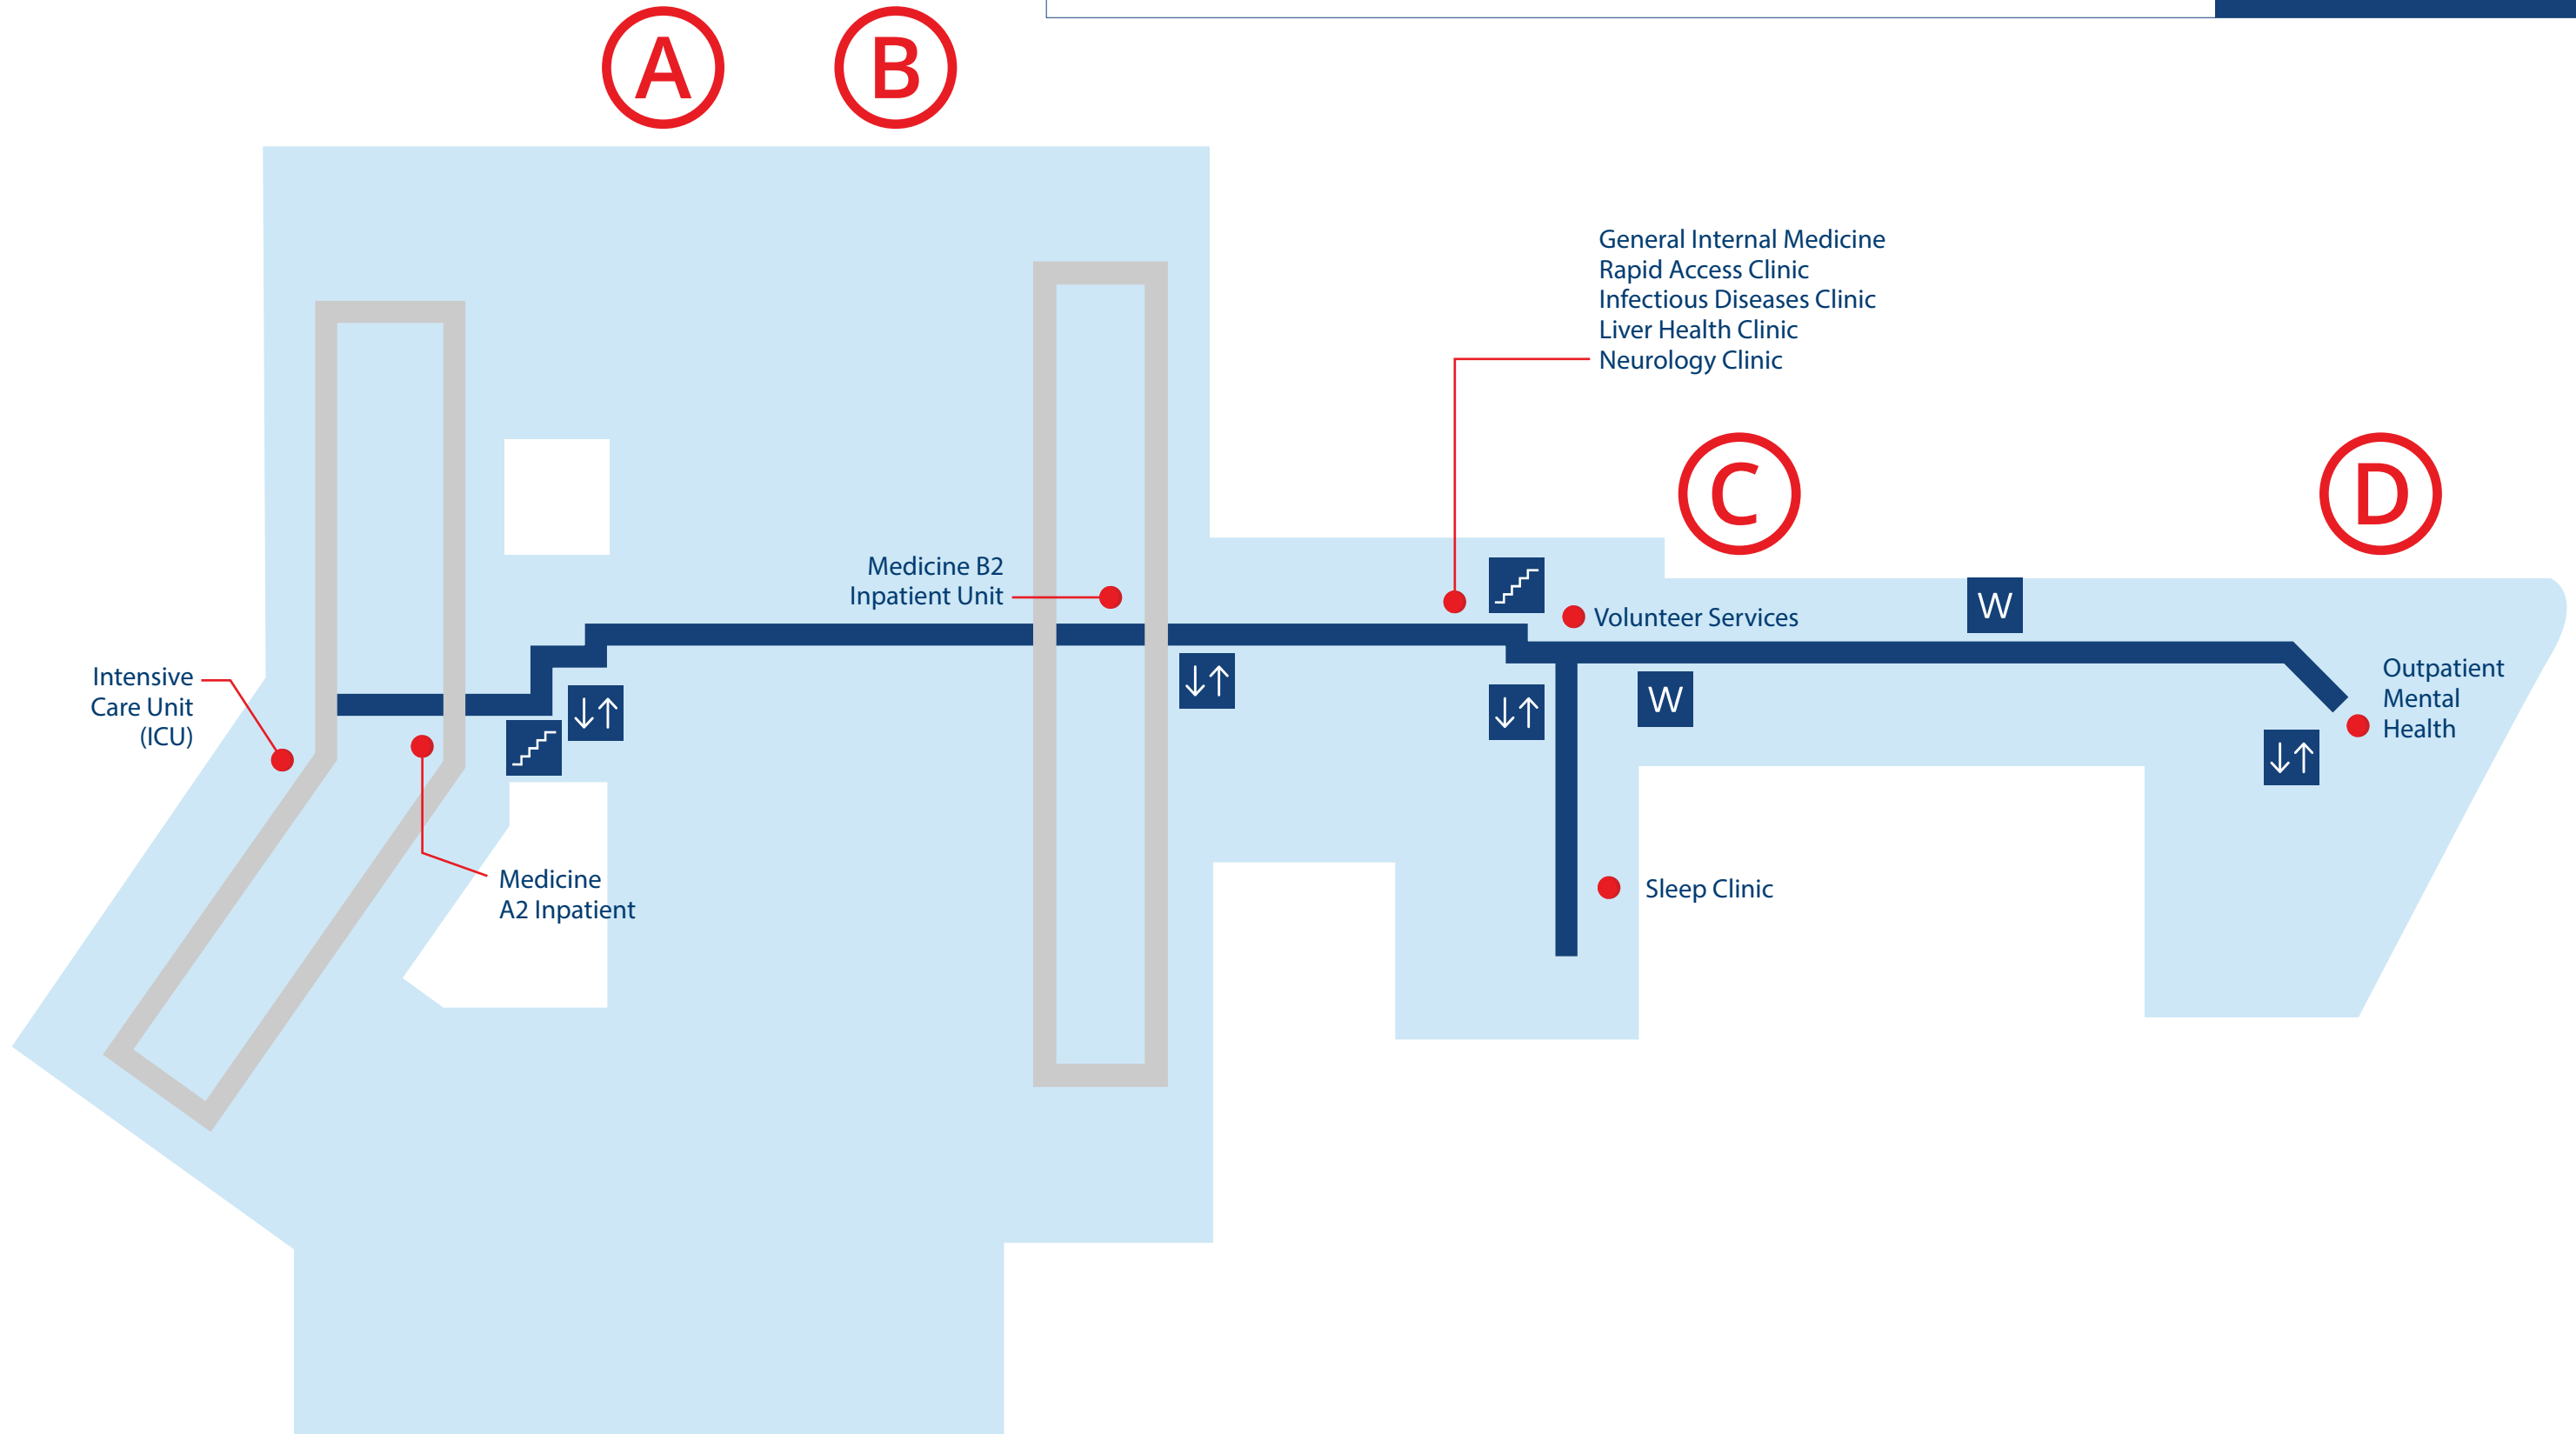 A
B
General Internal Medicine
Rapid Access Clinic
Infectious Diseases Clinic
Liver Health Clinic
Neurology Clinic
C
D
Medicine B2
Inpatient Unit
Volunteer Services
W
Intensive
Care Unit
(ICU)
W
Outpatient
Mental
Health
Medicine
A2 Inpatient
Sleep Clinic